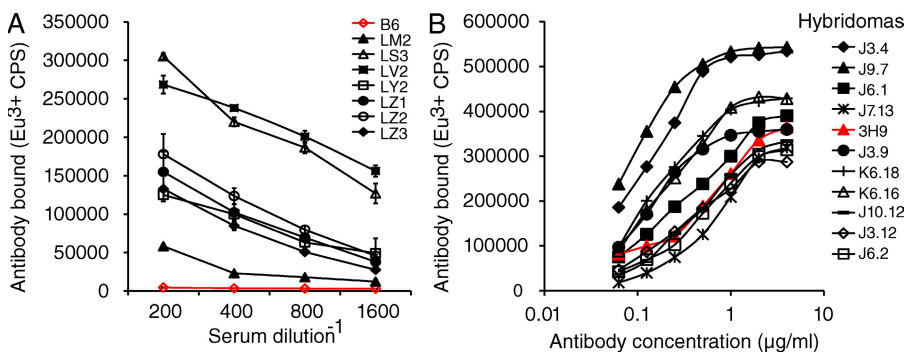 A
350000
300000
250000
200000
150000
100000
50000
0
Antibody bound (Eu3+ CPS)
200 400 800 1600
Serum dilution-1
B6
LM2
LS3
LV2
LY2
LZ1
LZ2
LZ3
B
600000
500000
400000
300000
200000
100000
0
Antibody bound (Eu3+ CPS)
0.01 0.1 1 10
Antibody concentration (µg/ml)
Hybridomas
J3.4
J9.7
J6.1
J7.13
3H9
J3.9
K6.18
K6.16
J10.12
J3.12
J6.2